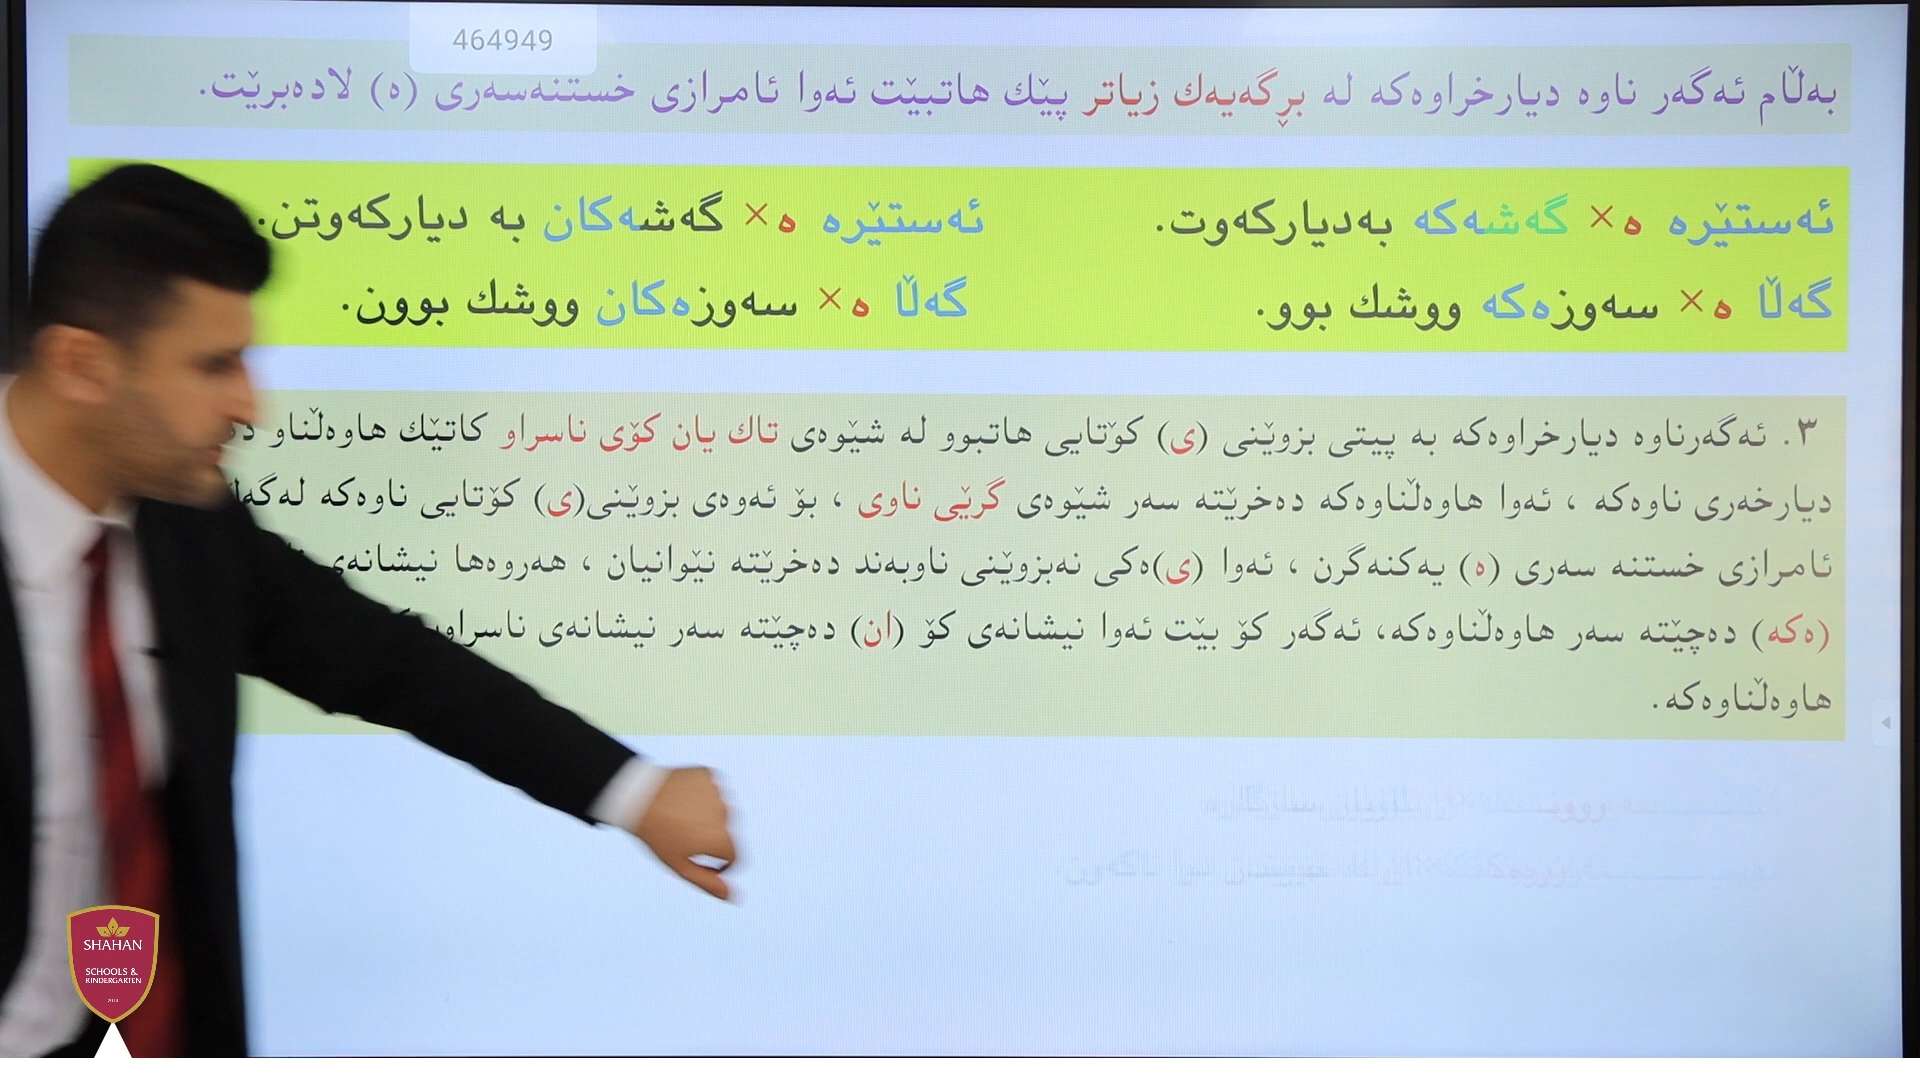 464949
بەڵام ئەگەر ناوە دیارخراوەکە لە بڕگەیەك زیاتر پێك هاتبێت ئەوا ئامرازی خستنەسەری (ە) لادەبرێت.
ئەستێرە ە× گەشەکە بەدیارکەوت.
ئەستێرە ە× گەشەکان بە دیارکەوتن.
گەڵا ە× سەوزەکە ووشك بوو.
گەڵا ە× سەوزەکان ووشك بوون.
٣. ئەگەرناوە دیارخراوەکە بە پیتی بزوێنی (ی) کۆتایی هاتبوو لە شێوەی تاك یان کۆی ناسراو کاتێك هاوەڵناو
دیارخەری ناوەکە ، ئەوا هاوەڵناوەکە دەخرێتە سەر شێوەی گرێی ناوی ، بۆ ئەوەی بزوێنی(ی) کۆتایی ناوەکە
ئامرازی خستنە سەری (ە) یەکنەگرن ، ئەوا (ی)ەکی نەبزوێنی ناوبەند دەخرێتە نێوانیان ، هەروەها نیشانەی
(ەکە) دەچێتە سەر هاوەڵناوەکە، ئەگەر کۆ بێت ئەوا نیشانەی کۆ (ان) دەچێتە سەر نیشانەی
هاوەڵناوەکە.
SHAHAN
SCHOOLS &
KINDERGARTEN